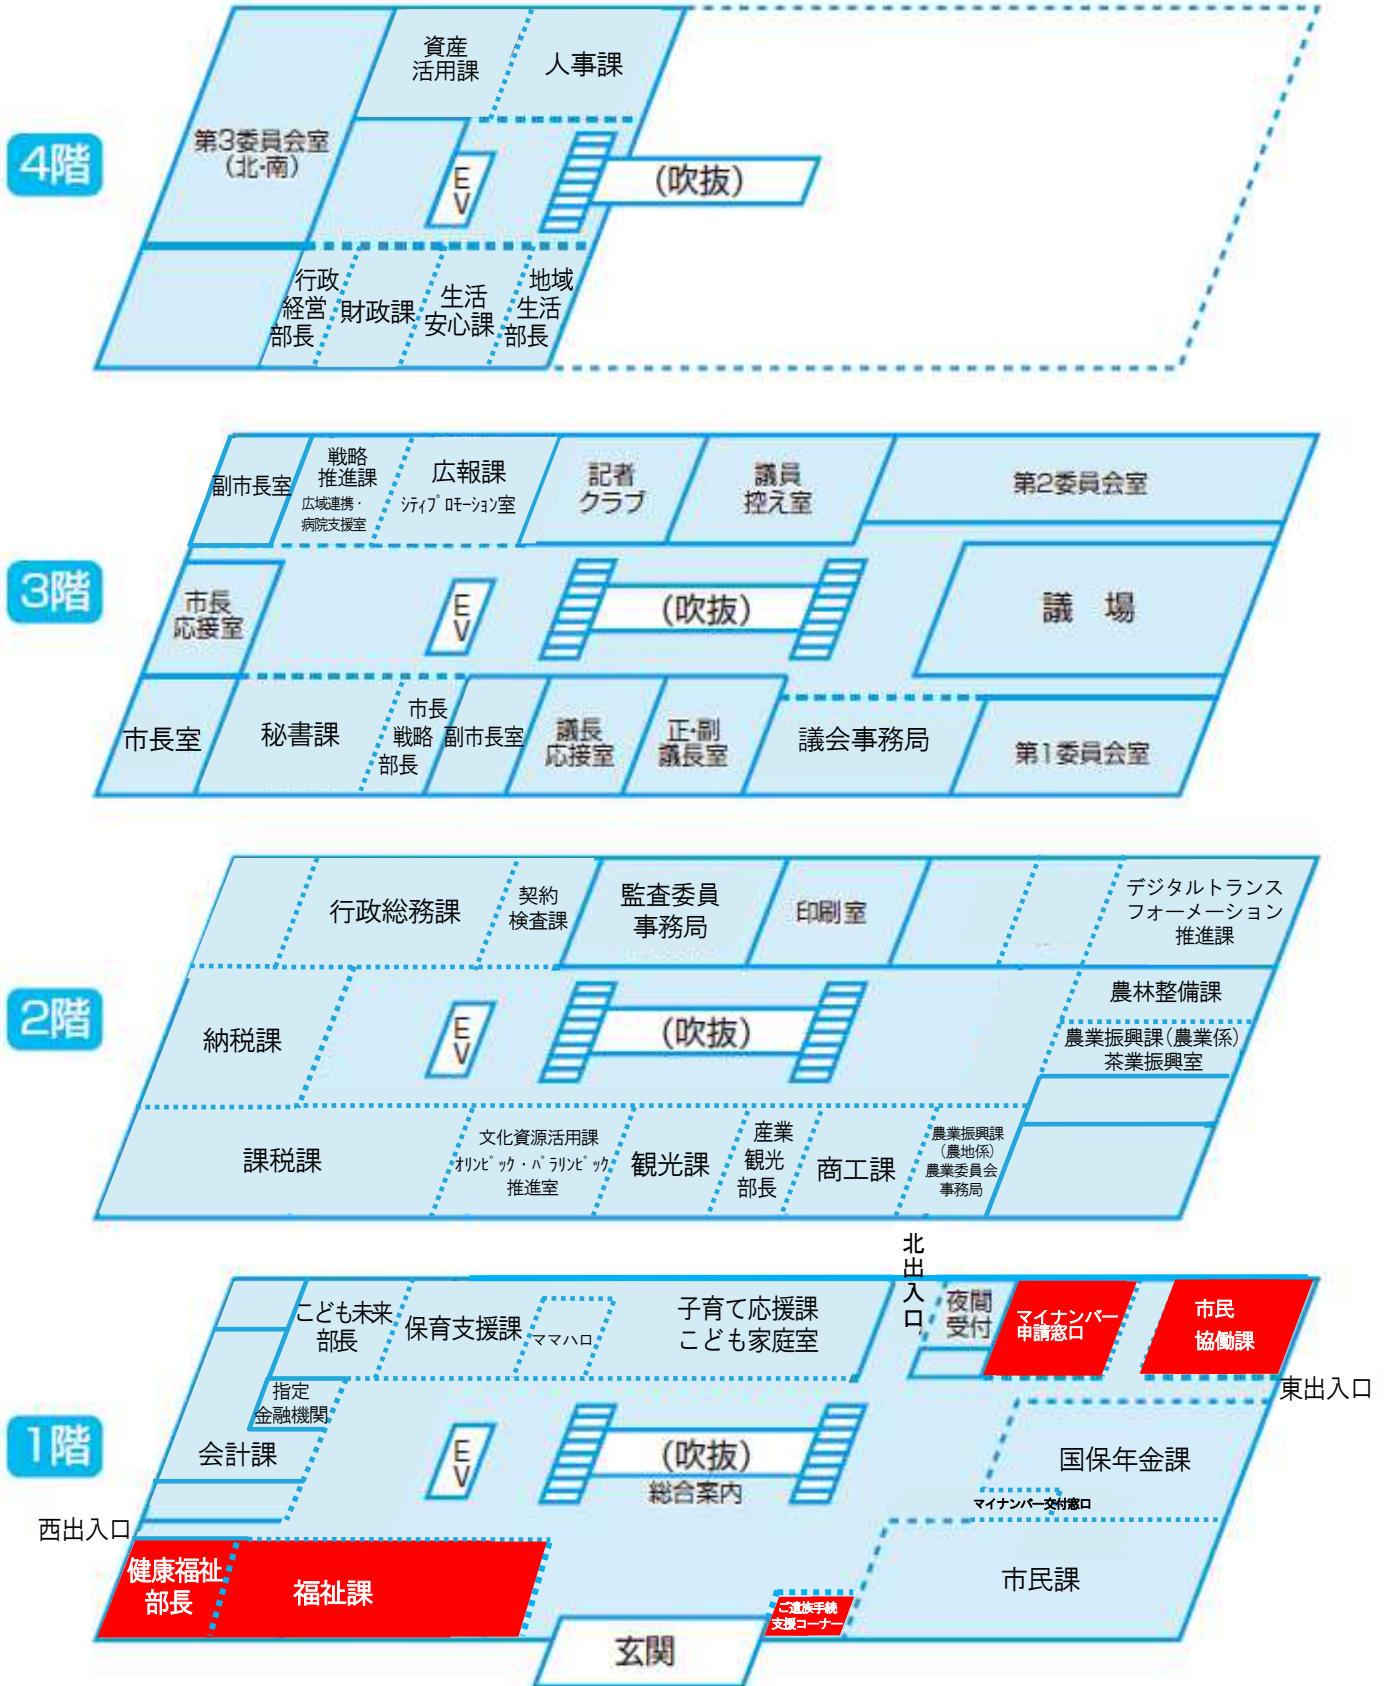 4階
資産
活用課
人事課
第3委員会室
(北・南)
EV
(吹抜)
行政
経営
部長
財政課
生活
安心課
地域
生活
部長
3階
副市長室
戦略
推進課
広域連携・
病院支援室
広報課
ｼﾃｨﾌﾟﾛﾓｰｼｮﾝ室
記者
クラブ
議員
控え室
第2委員会室
市長
応接室
EV
(吹抜)
議 場
市長室
秘書課
市長
戦略
部長
副市長室
議長
応接室
正・副
議長室
議会事務局
第1委員会室
2階
行政総務課
契約
検査課
監査委員
事務局
印刷室
デジタルトランス
フォーメーション
推進課
納税課
EV
(吹抜)
農林整備課
農業振興課(農業係)
茶業振興室
課税課
文化資源活用課
ｵﾘﾝﾋﾟｯｸ・ﾊﾟﾗﾘﾝﾋﾟｯｸ
推進室
観光課
産業
観光
部長
商工課
農業振興課
(農地係)
農業委員会
事務局
1階
北出入口
こども未来
部長
保育支援課
ママハロ
子育て応援課
こども家庭室
夜間
受付
マイナンバー
申請窓口
市民
協働課
東出入口
指定
金融機関
会計課
EV
(吹抜)
総合案内
国保年金課
マイナンバー交付窓口
西出入口
健康福祉
部長
福祉課
ご遺族手続
支援コーナー
市民課
玄関